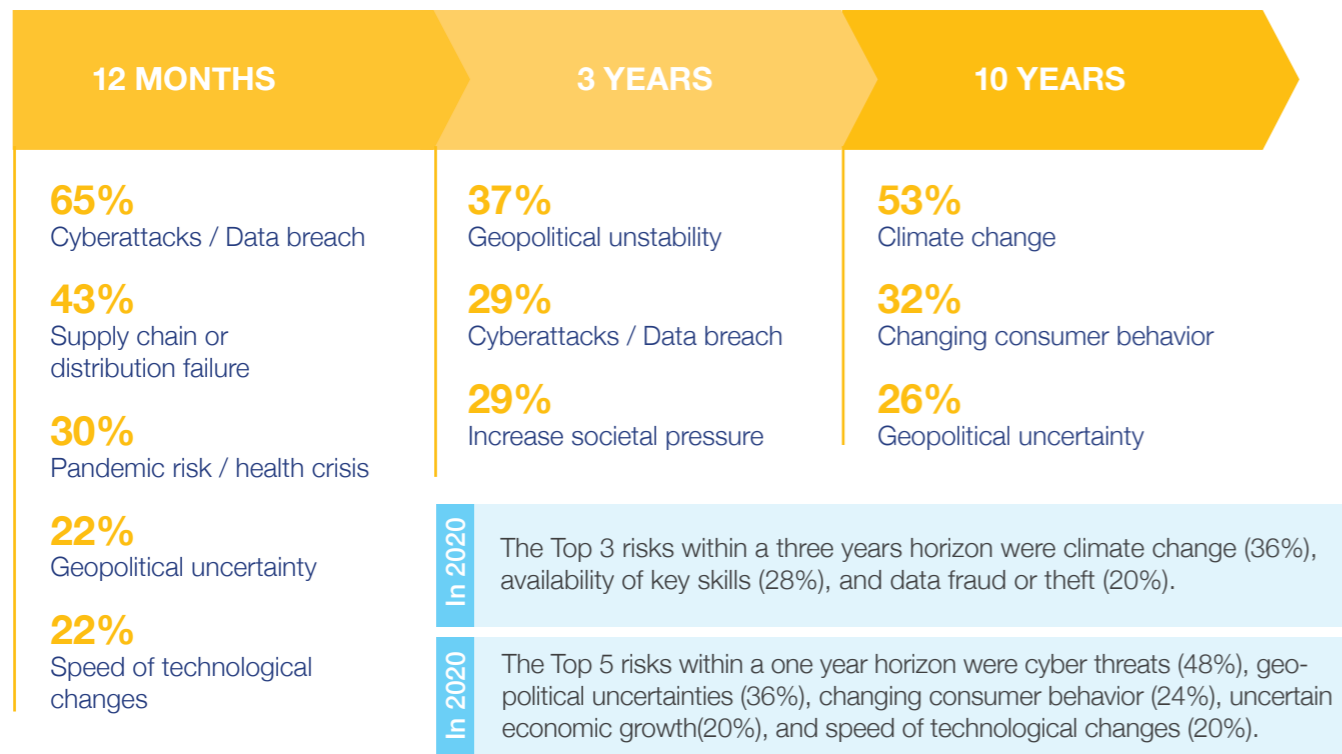 12 MONTHS
65%
Cyberattacks / Data breach
43%
Supply chain or
distribution failure
30%
Pandemic risk / health crisis
22%
Geopolitical uncertainty
22%
Speed of technological
changes
3 YEARS
37%
Geopolitical unstability
29%
Cyberattacks / Data breach
29%
Increase societal pressure
10 YEARS
53%
Climate change
32%
Changing consumer behavior
26%
Geopolitical uncertainty
In 2020
The Top 3 risks within a three years horizon were climate change (36%),
availability of key skills (28%), and data fraud or theft (20%).
In 2020
The Top 5 risks within a one year horizon were cyber threats (48%), geo-
political uncertainties (36%), changing consumer behavior (24%), uncertain
economic growth(20%), and speed of technological changes (20%).